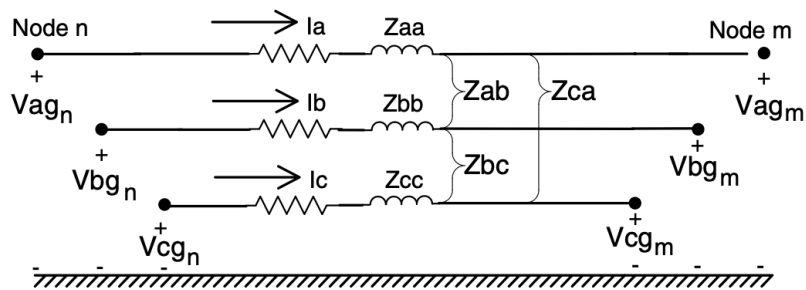 Node n Ia Zaa Node m
+ +
Vagn Ib Zbb Zab Zca Vagm
+ +
Vbgn Ic Zcc Zbc Vbgm
+ +
Vcgn Vcgm
- - - - - -